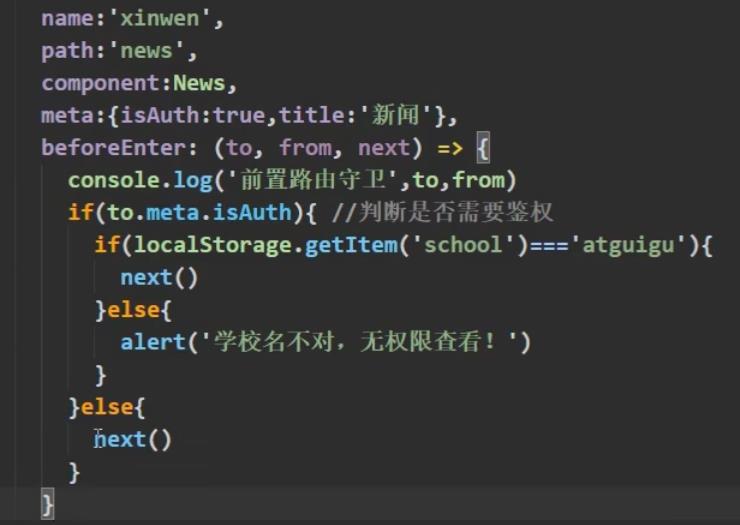 name:'xinwen',
path:'news',
component:News,
meta:{isAuth:true,title:'新闻'},
beforeEnter: (to, from, next) => {
console.log('前置路由守卫',to,from)
if(to.meta.isAuth){ //判断是否需要鉴权
if(localStorage.getItem('school')==='atguigu'){
next()
}else{
alert('学校名不对，无权限查看！')
}
}else{
next()
}
}